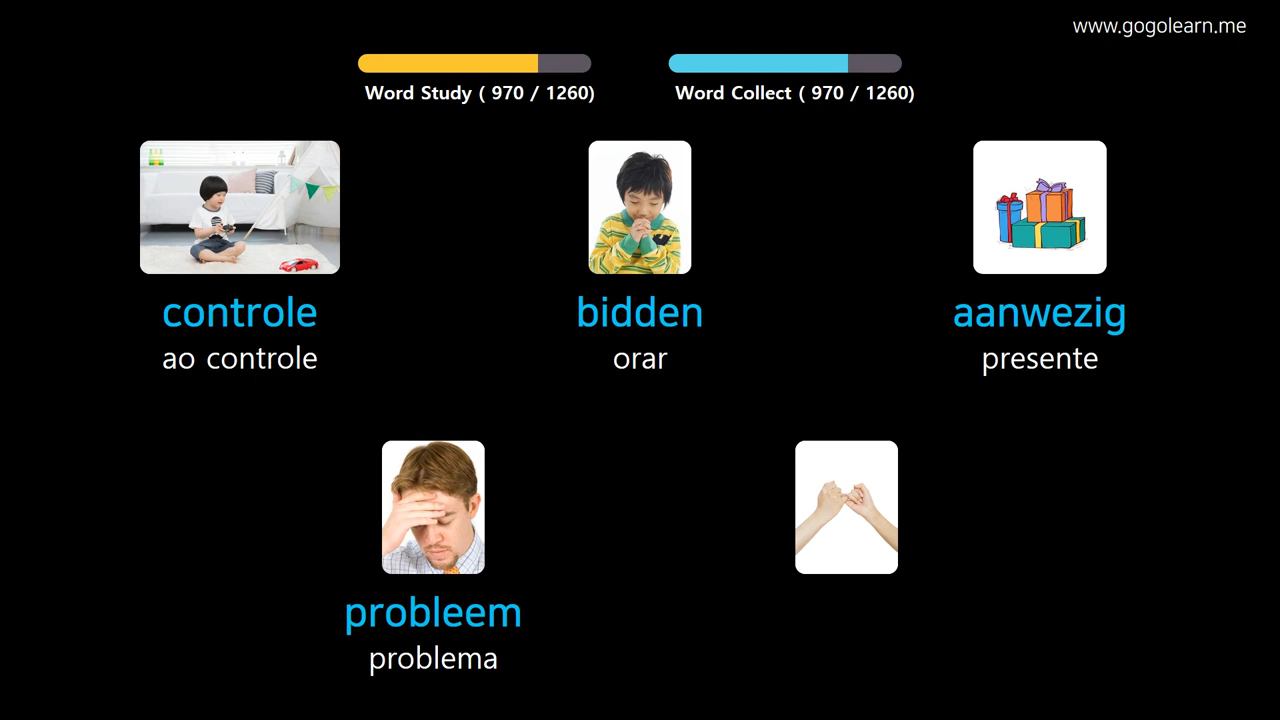 www.gogolearn.me
Word Study ( 970 / 1260)
Word Collect ( 970 / 1260)
controle
ao controle
bidden
orar
aanwezig
presente
probleem
problema